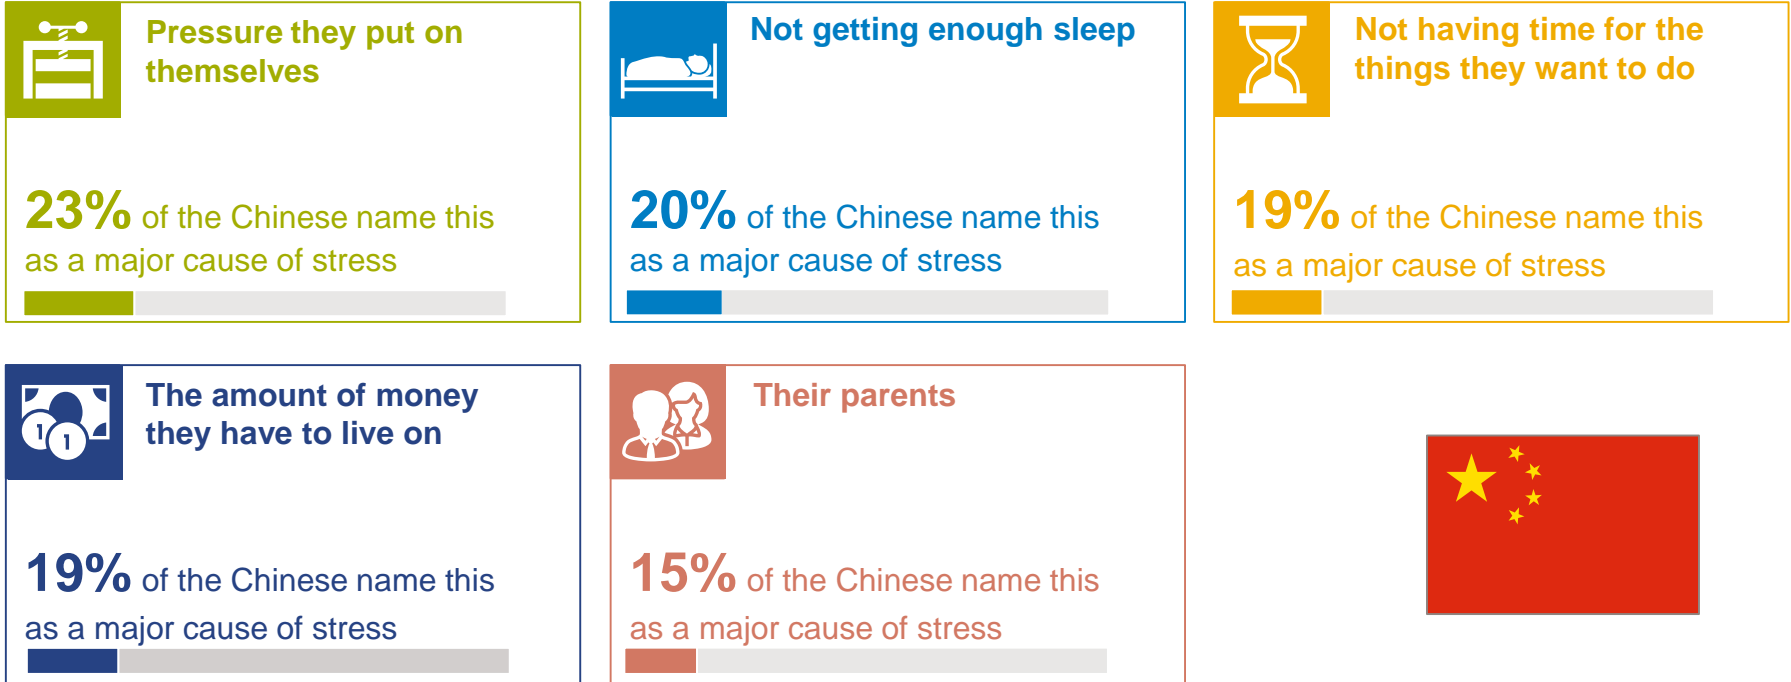 Pressure they put on
themselves
23% of the Chinese name this
as a major cause of stress
Not getting enough sleep
20% of the Chinese name this
as a major cause of stress
Not having time for the
things they want to do
19% of the Chinese name this
as a major cause of stress
1 1
The amount of money
they have to live on
19% of the Chinese name this
as a major cause of stress
Their parents
15% of the Chinese name this
as a major cause of stress